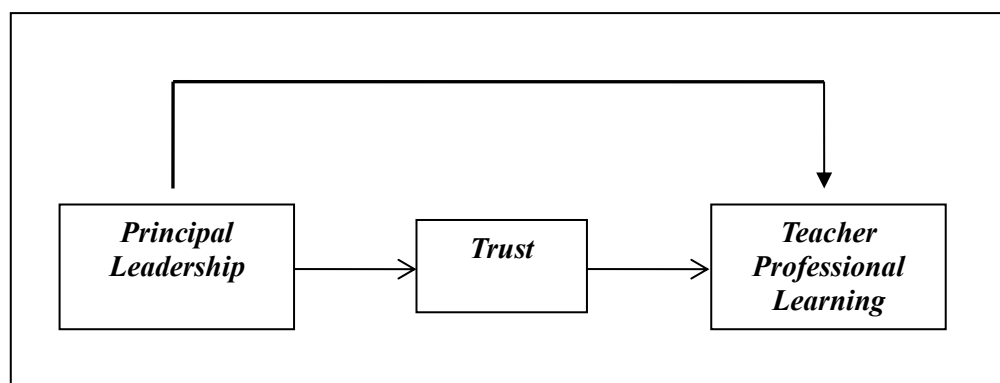 Principal
Leadership
Trust
Teacher
Professional
Learning